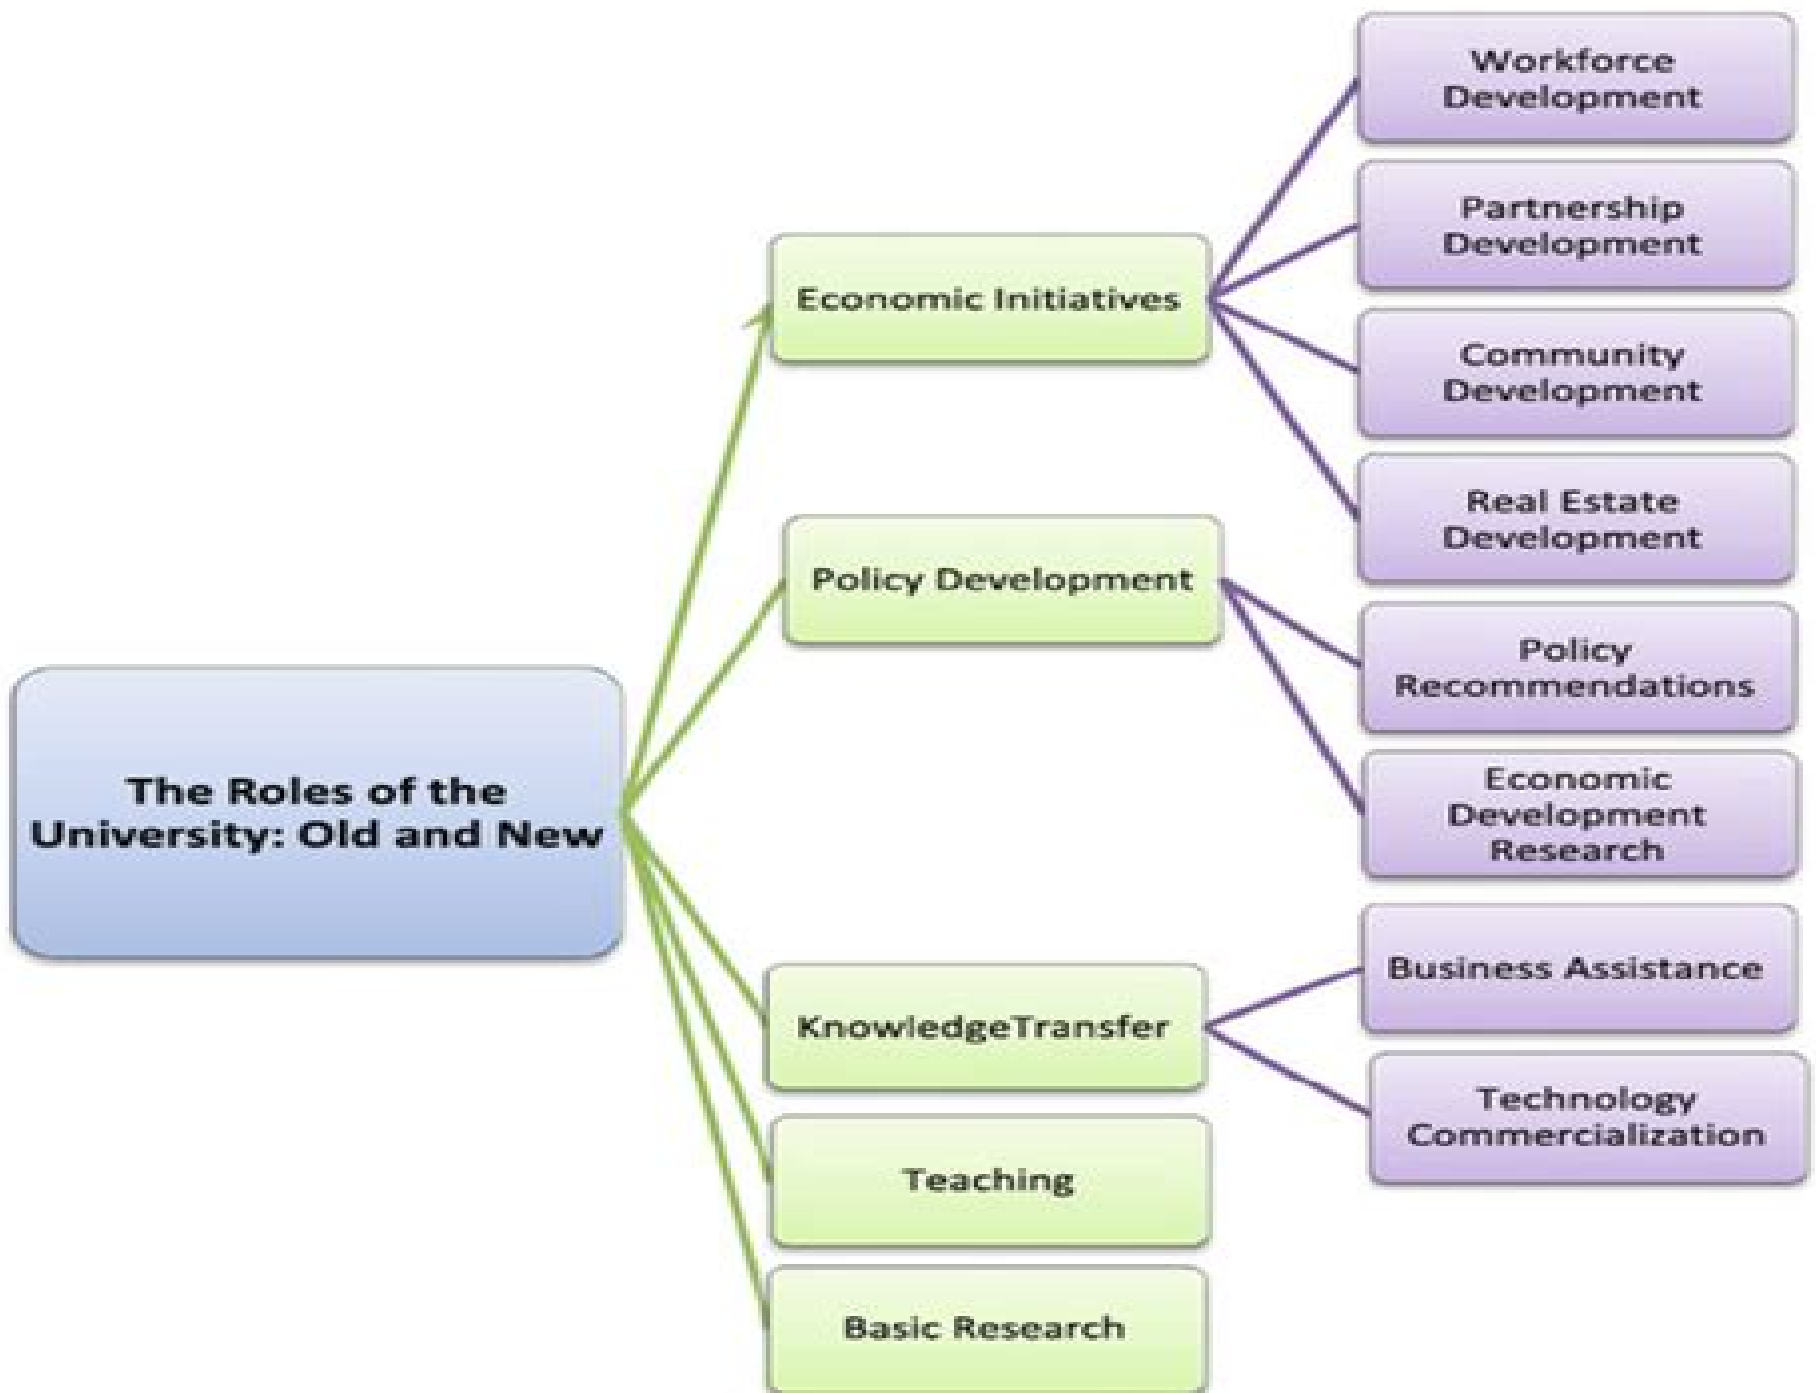 The Roles of the
University: Old and New
Economic Initiatives
Policy Development
KnowledgeTransfer
Teaching
Basic Research
Workforce
Development
Partnership
Development
Community
Development
Real Estate
Development
Policy
Recommendations
Economic
Development
Research
Business Assistance
Technology
Commercialization